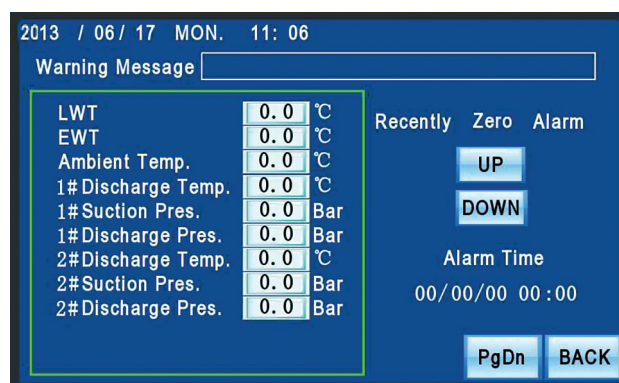 2013 / 06 / 17 MON. 11: 06
Warning Message
LWT 0.0 ℃
EWT 0.0 ℃
Ambient Temp. 0.0 ℃
1#Discharge Temp. 0.0 ℃
1#Suction Pres. 0.0 Bar
1#Discharge Pres. 0.0 Bar
2#Discharge Temp. 0.0 ℃
2#Suction Pres. 0.0 Bar
2#Discharge Pres. 0.0 Bar
Recently Zero Alarm
UP
DOWN
Alarm Time
00/00/00 00:00
PgDn BACK